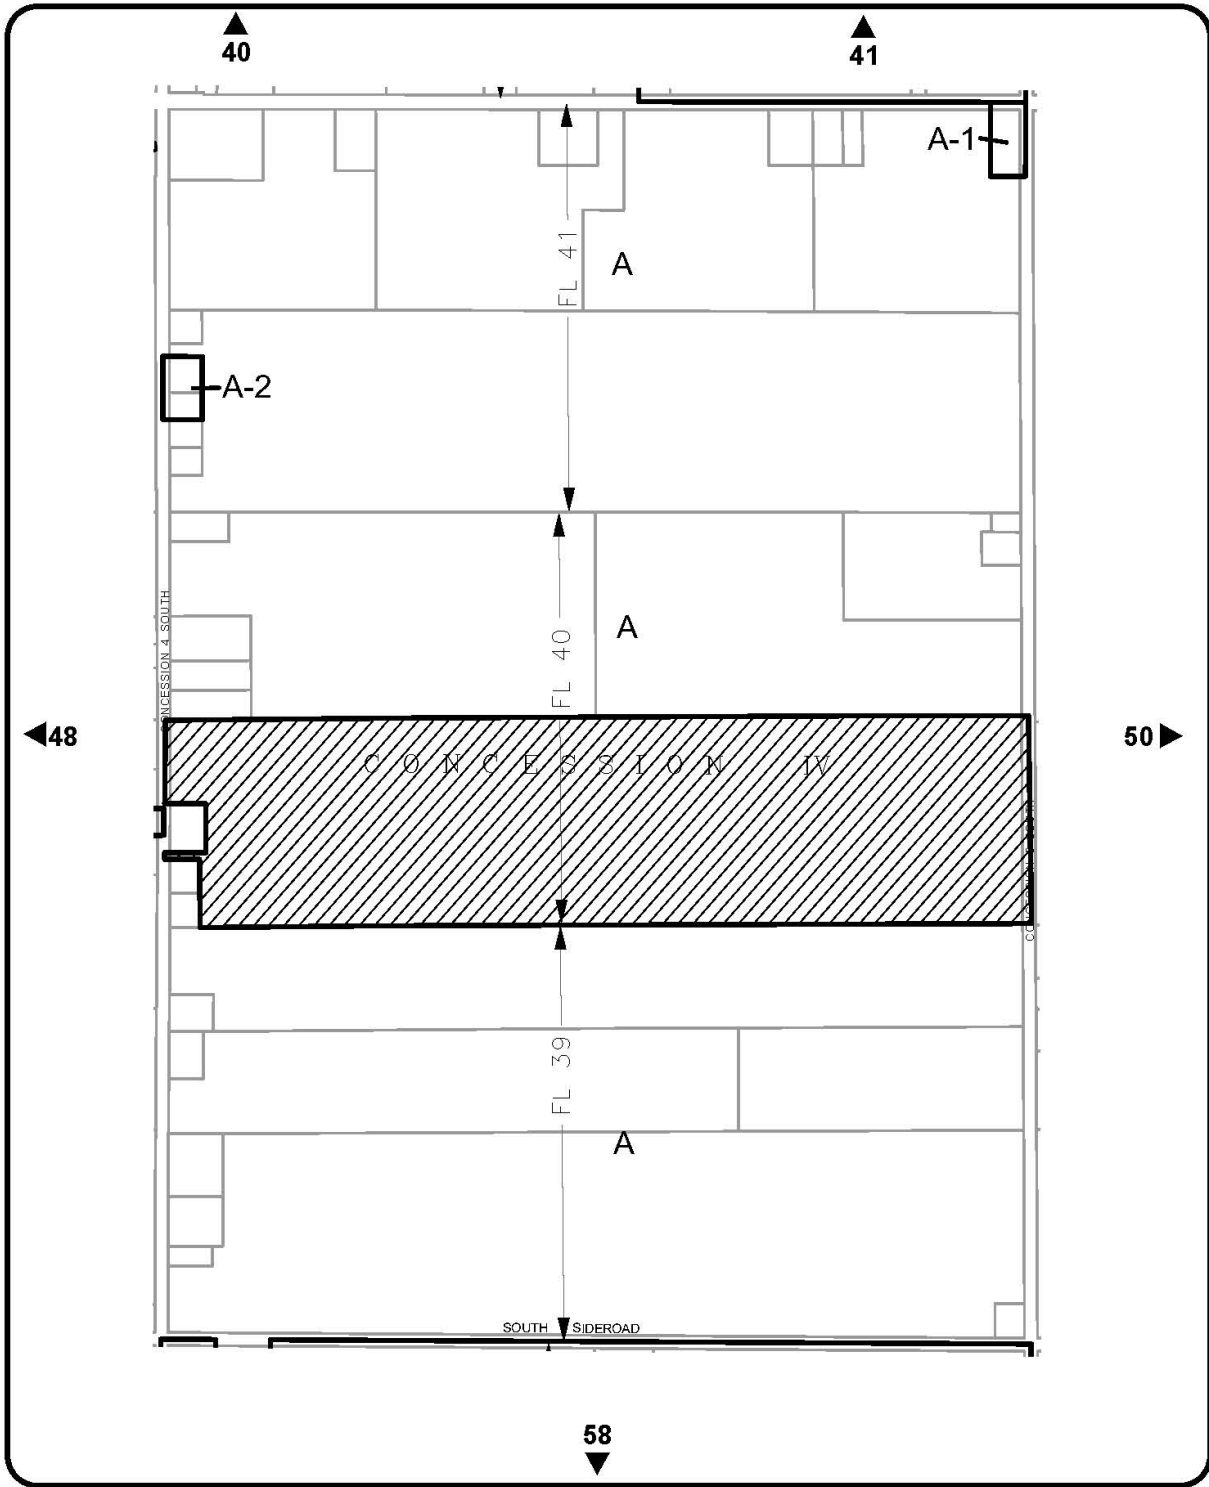 40
41
A-1
FL 41
A
A-2
CONCESSION 4 SOUTH
FL 40
A
48
50
CONCESSION IV
FL 39
A
SOUTH SIDEROAD
58